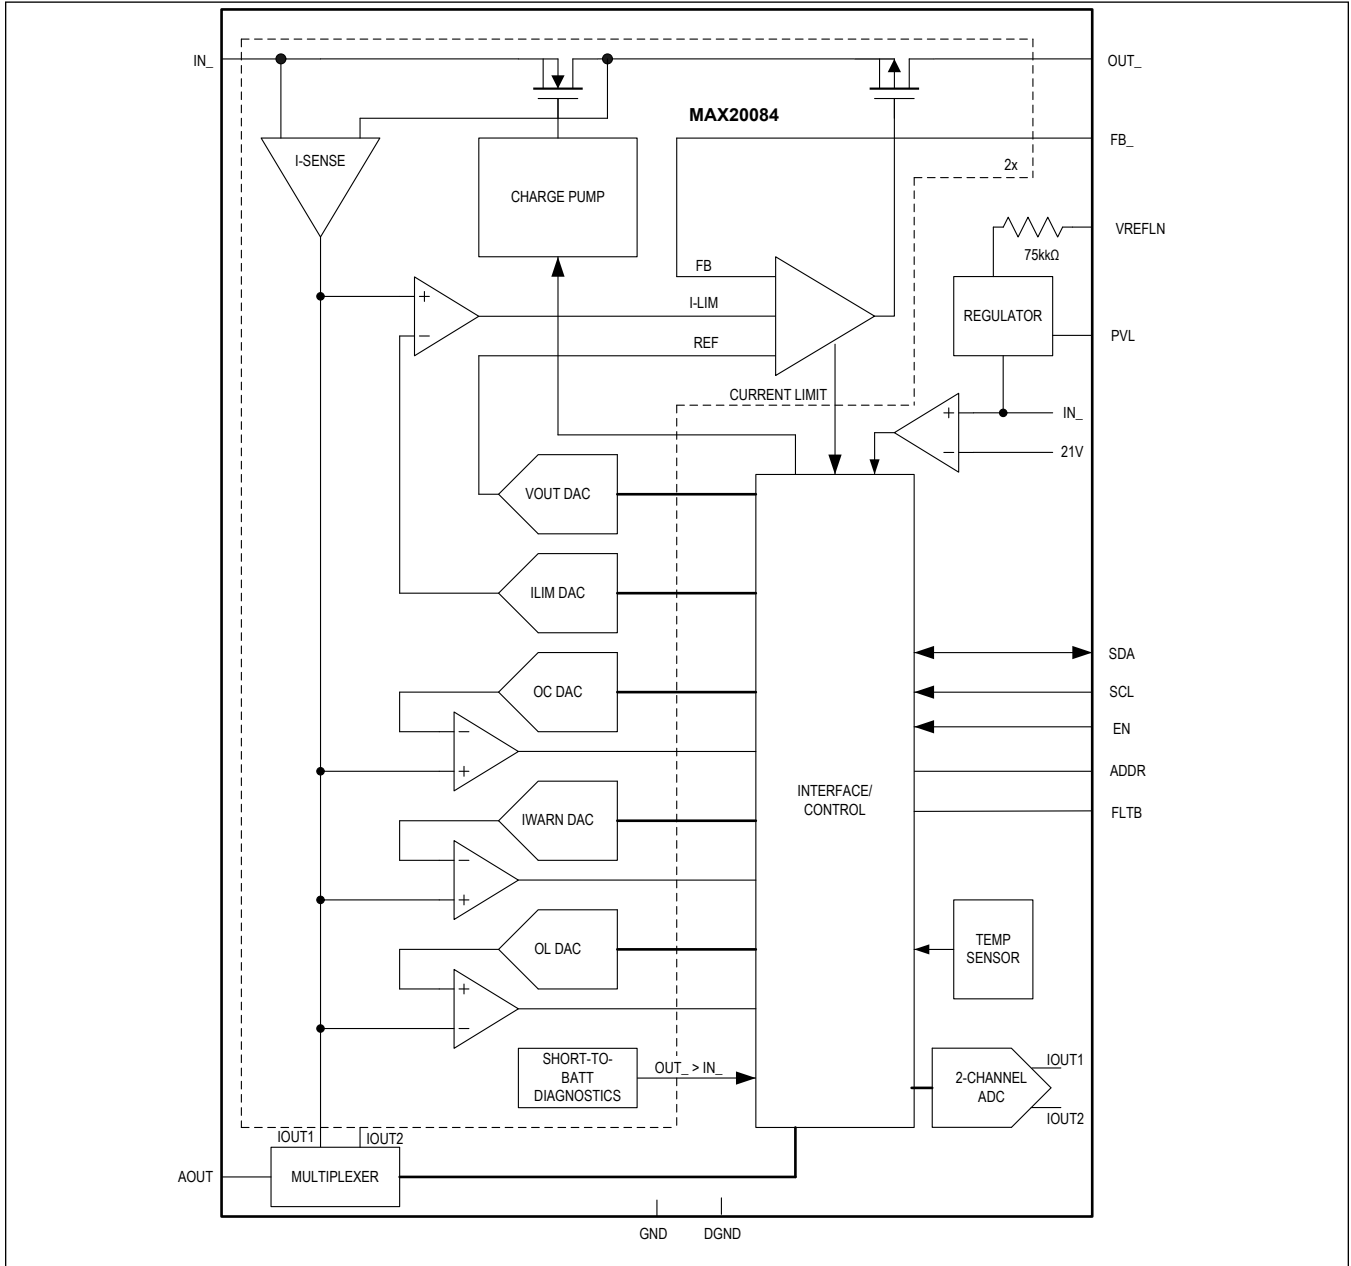 IN_
OUT_
MAX20084
FB_
I-SENSE
2x
CHARGE PUMP
VREFLN
75kkΩ
FB
I-LIM
REGULATOR
PVL
REF
CURRENT LIMIT
+
−
+
IN_
−
21V
VOUT DAC
ILIM DAC
SDA
OC DAC
SCL
EN
−
+
ADDR
INTERFACE/
CONTROL
IWARN DAC
FLTB
−
+
OL DAC
TEMP
SENSOR
+
−
SHORT-TO-
BATT
DIAGNOSTICS
OUT_ > IN_
2-CHANNEL
ADC
IOUT1
IOUT2
IOUT1
IOUT2
AOUT
MULTIPLEXER
GND
DGND